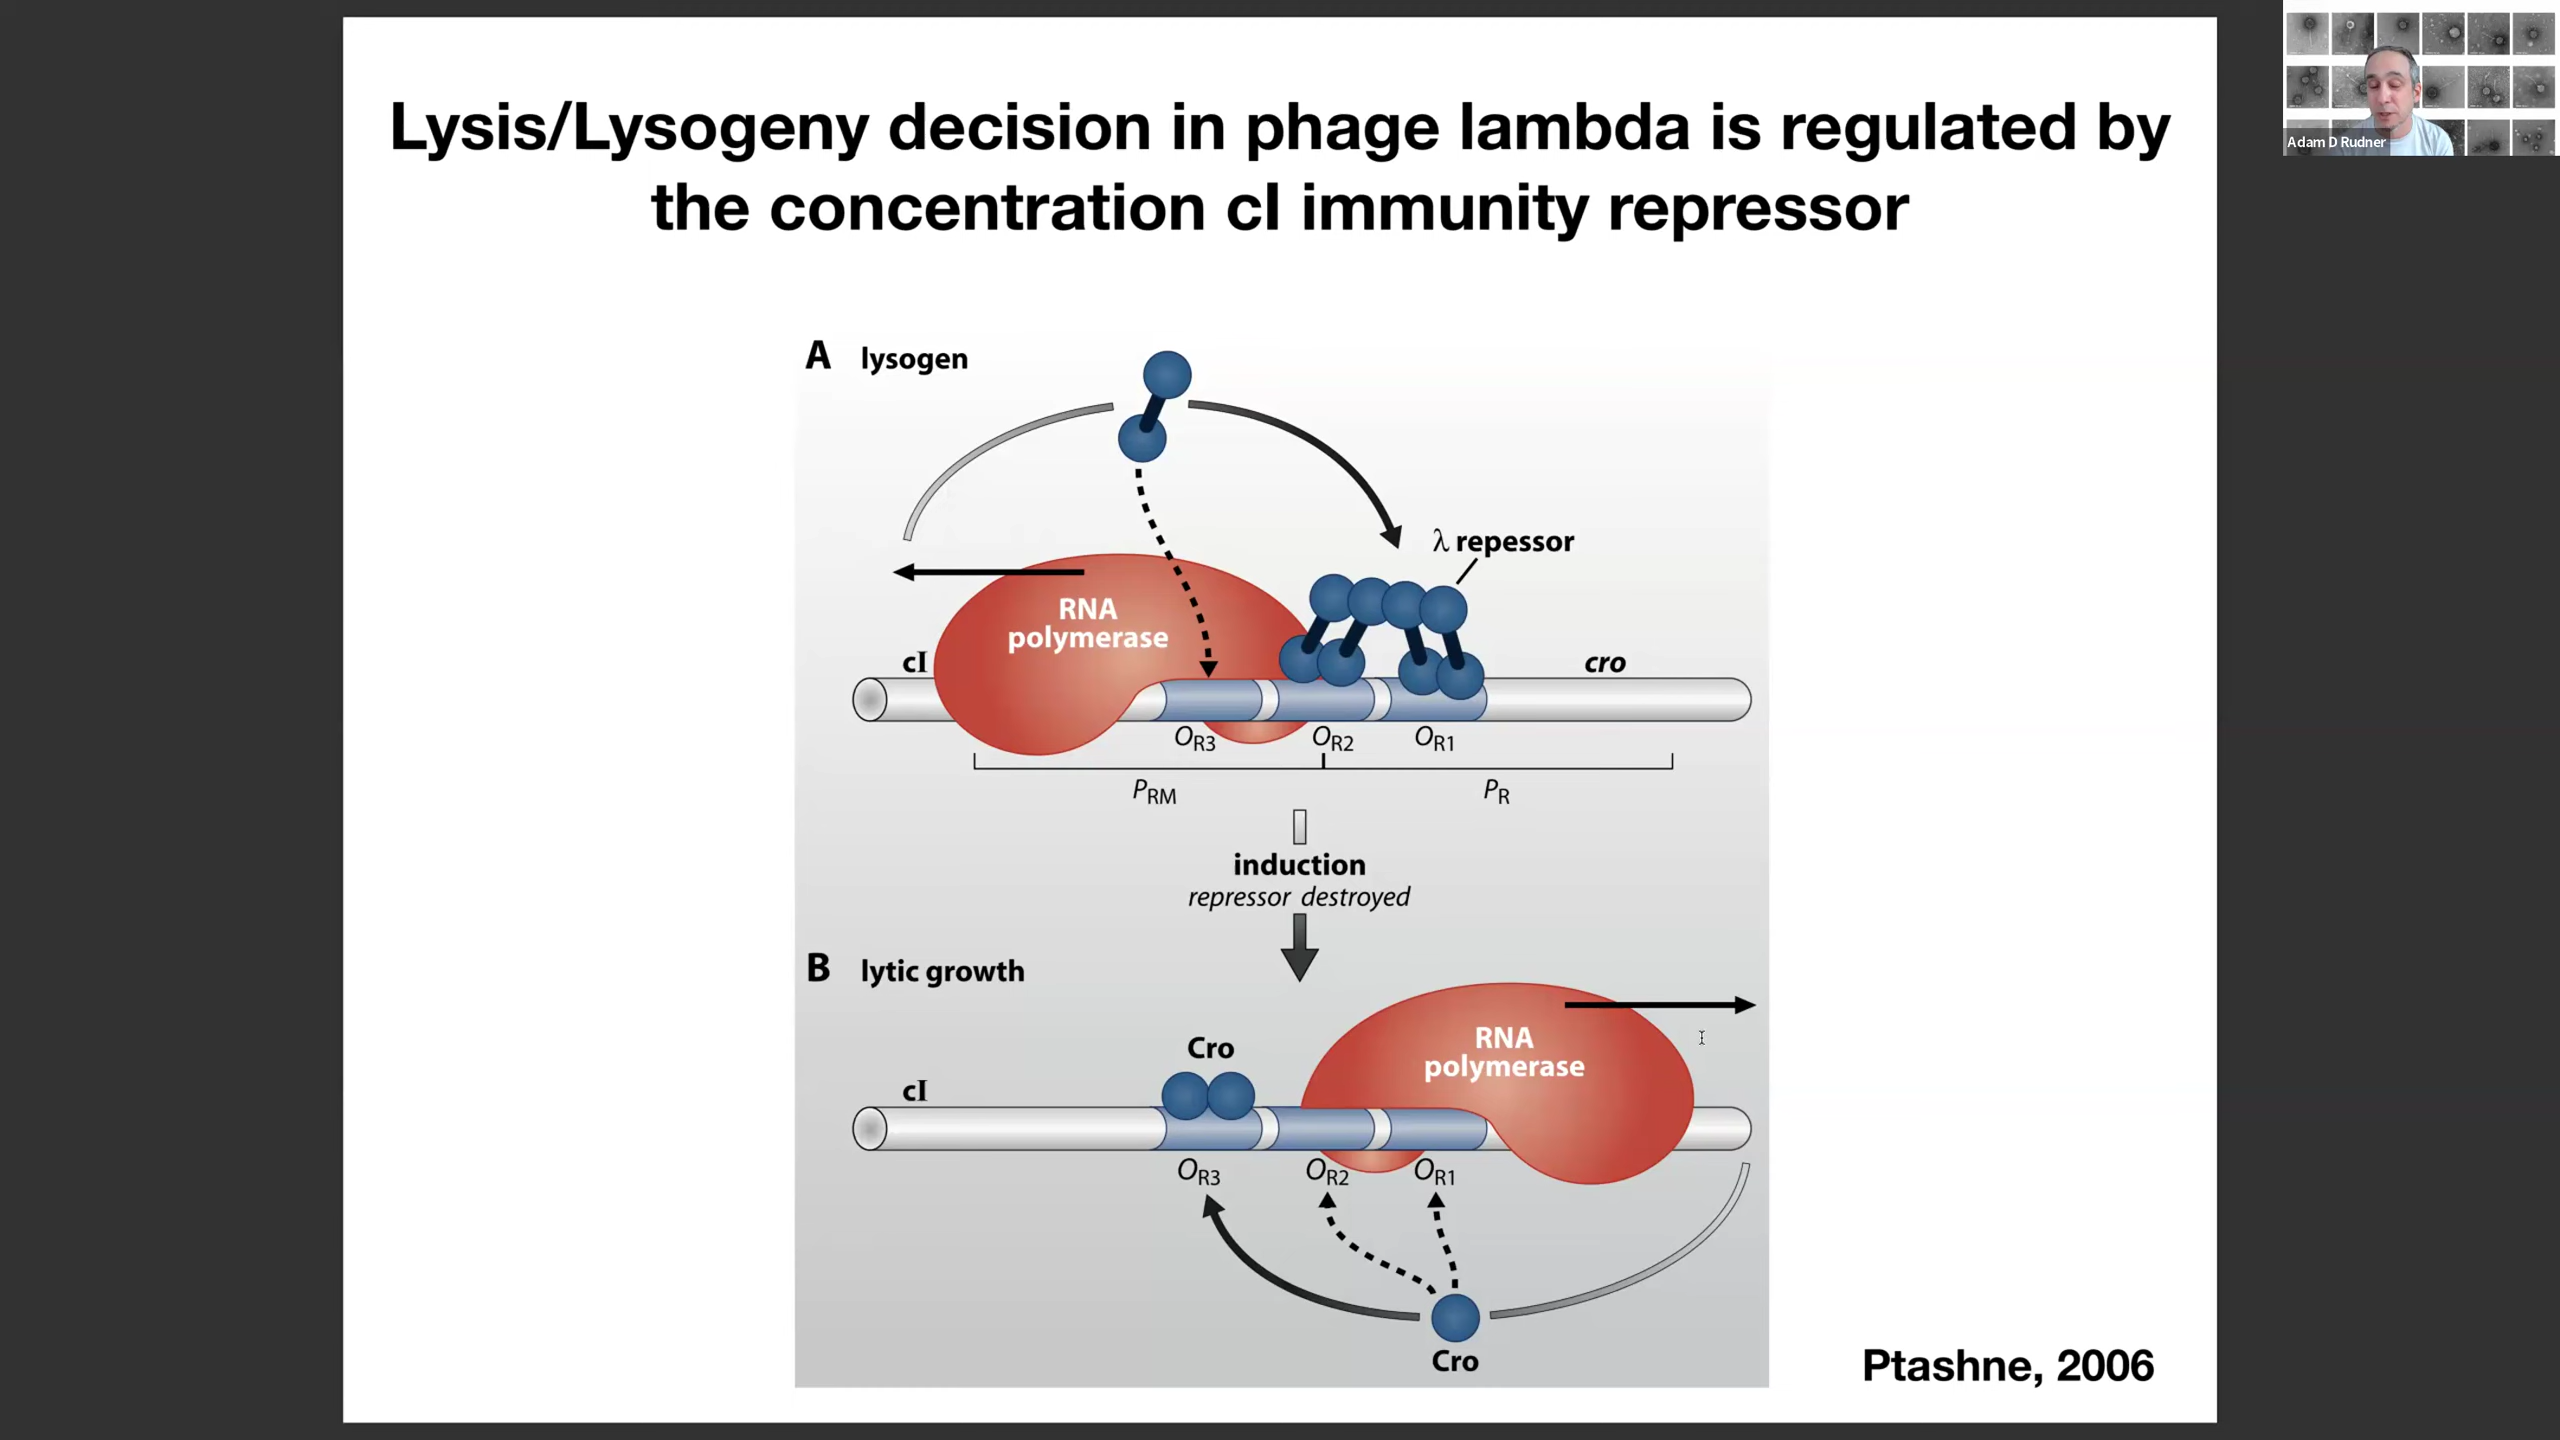 Lysis/Lysogeny decision in phage lambda is regulated by
the concentration cI immunity repressor
Adam D Rudner
A lysogen
λ repessor
RNA
polymerase
cI
cro
OR3
OR2
OR1
PRM
PR
induction
repressor destroyed
B lytic growth
RNA
polymerase
Cro
cI
OR3
OR2
OR1
Cro
Ptashne, 2006